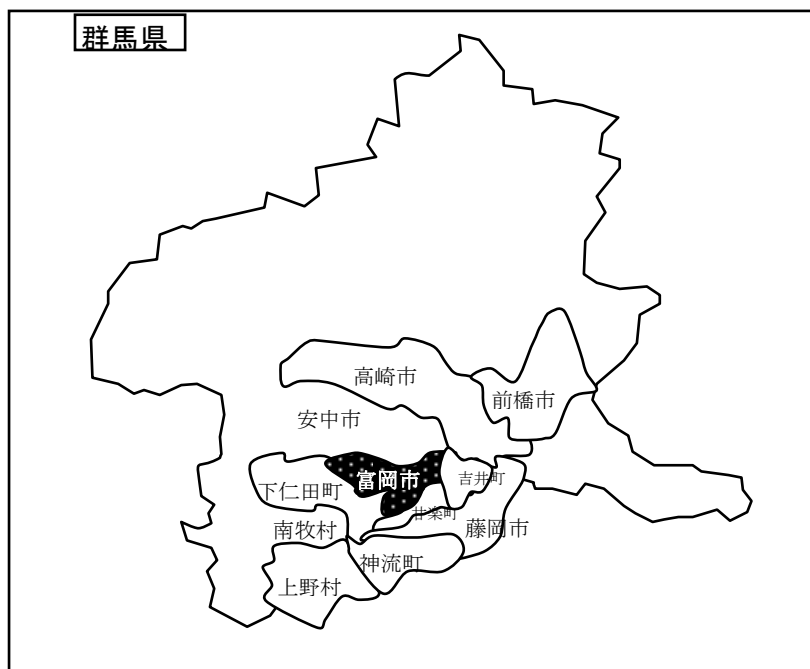 群馬県
高崎市
前橋市
安中市
富岡市
吉井町
下仁田町
甘楽町
南牧村
藤岡市
神流町
上野村